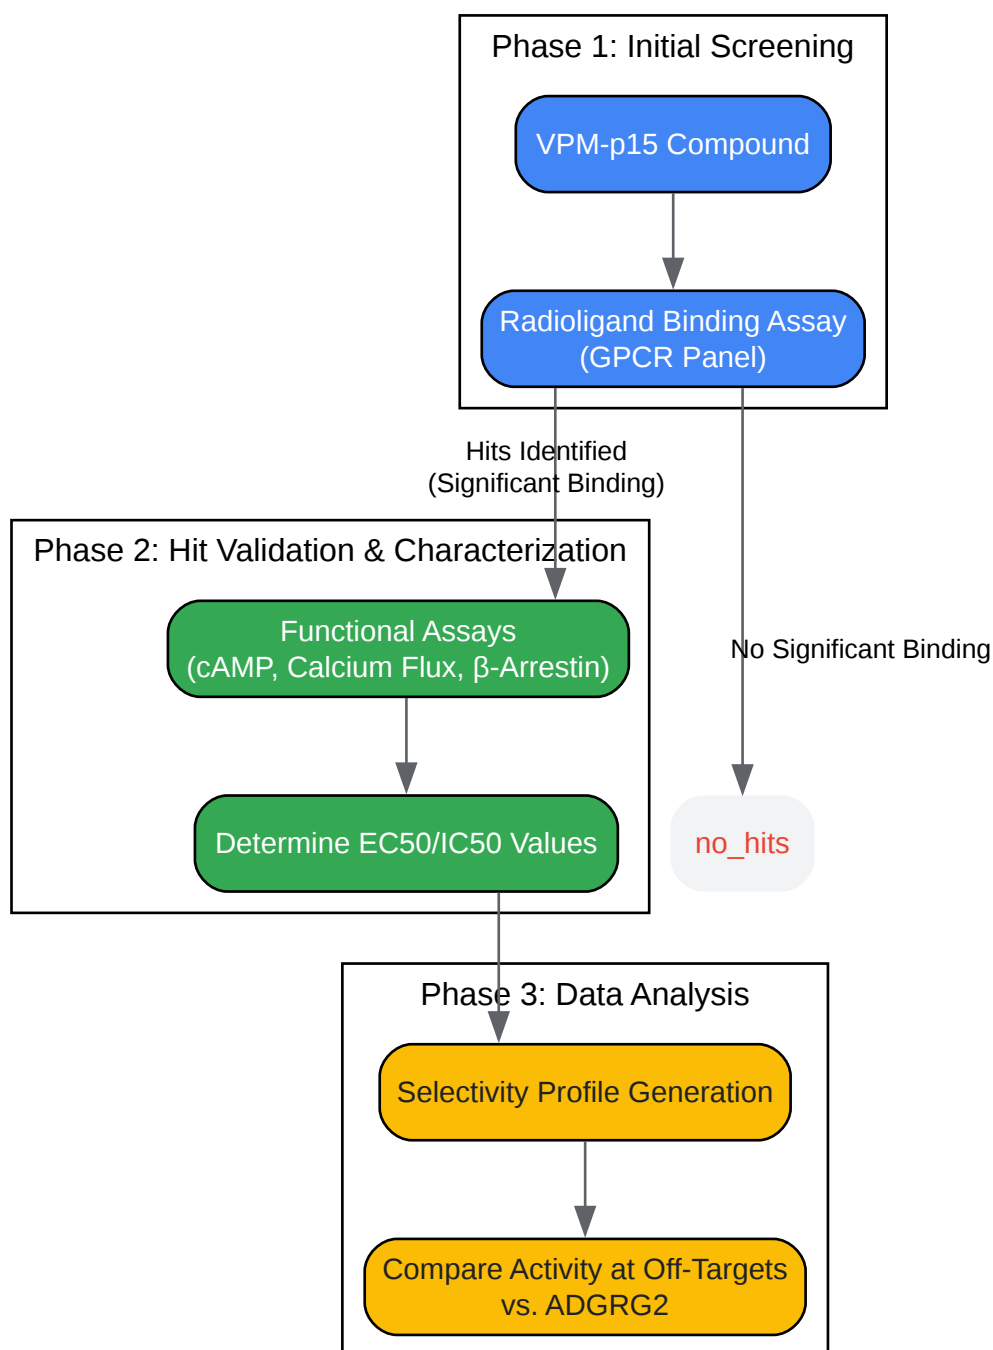 Phase 1: Initial Screening
VPM-p15 Compound
Radioligand Binding Assay
(GPCR Panel)
Hits Identified
(Significant Binding)
Phase 2: Hit Validation & Characterization
Functional Assays
(cAMP, Calcium Flux, β-Arrestin)
No Significant Binding
Determine EC50/IC50 Values
no_hits
Phase 3: Data Analysis
Selectivity Profile Generation
Compare Activity at Off-Targets
vs. ADGRG2